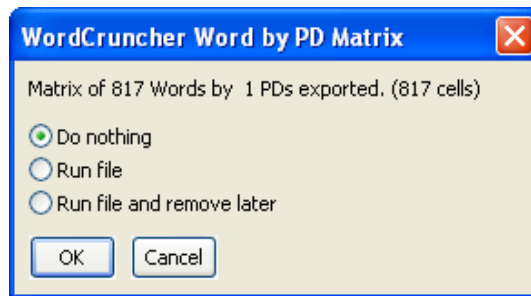 WordCruncher Word by PD Matrix
Matrix of 817 Words by 1 PDs exported. (817 cells)
Do nothing
Run file
Run file and remove later
OK Cancel